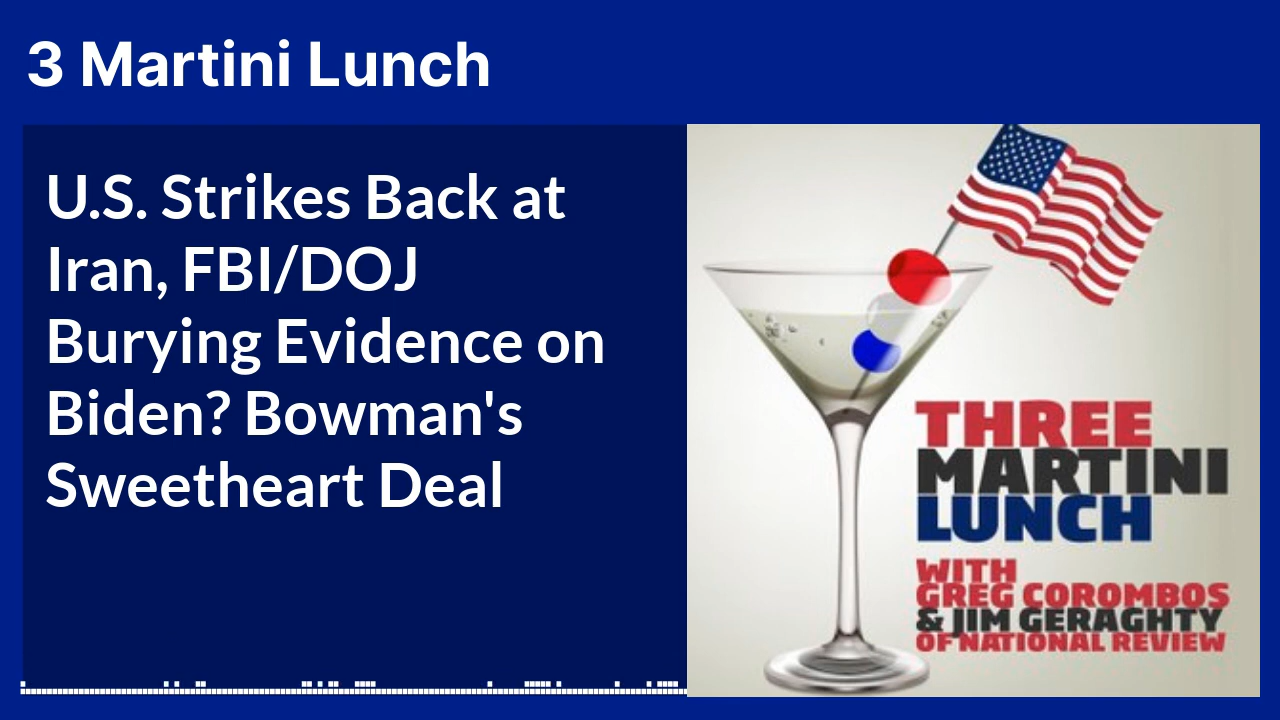 3 Martini Lunch
U.S. Strikes Back at
Iran, FBI/DOJ
Burying Evidence on
Biden? Bowman's
Sweetheart Deal
THREE
MARTINI
LUNCH
WITH
GREG COROMBOS
& JIM GERAGHTY
OF NATIONAL REVIEW